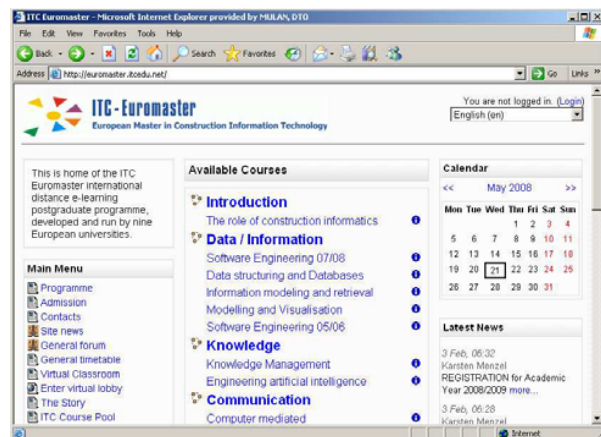 ITC Euromaster - Microsoft Internet Explorer provided by MULAN, DTO
File Edit View Favorites Tools Help
Back Search Favorites
Address http://euromaster.itcedu.net/ Go Links »
ITC-Euromaster
European Master in Construction Information Technology
You are not logged in. (Login)
English (en)
This is home of the ITC
Euromaster international
distance e-learning
postgraduate programme,
developed and run by nine
European universities.
Main Menu
Programme
Admission
Contacts
Site news
General forum
General timetable
Virtual Classroom
Enter virtual lobby
The Story
ITC Course Pool
Available Courses
Introduction
The role of construction informatics
Data / Information
Software Engineering 07/08
Data structuring and Databases
Information modeling and retrieval
Modelling and Visualisation
Software Engineering 05/06
Knowledge
Knowledge Management
Engineering artificial intelligence
Communication
Computer mediated
Calendar
<< May 2008 >>
Mon Tue Wed Thu Fri Sat Sun
1 2 3 4
5 6 7 8 9 10 11
12 13 14 15 16 17 18
19 20 21 22 23 24 25
26 27 28 29 30 31
Latest News
3 Feb, 06:32
Karsten Menzel
REGISTRATION for Academic
Year 2008/2009 more...
3 Feb, 06:28
Karsten Menzel
Internet